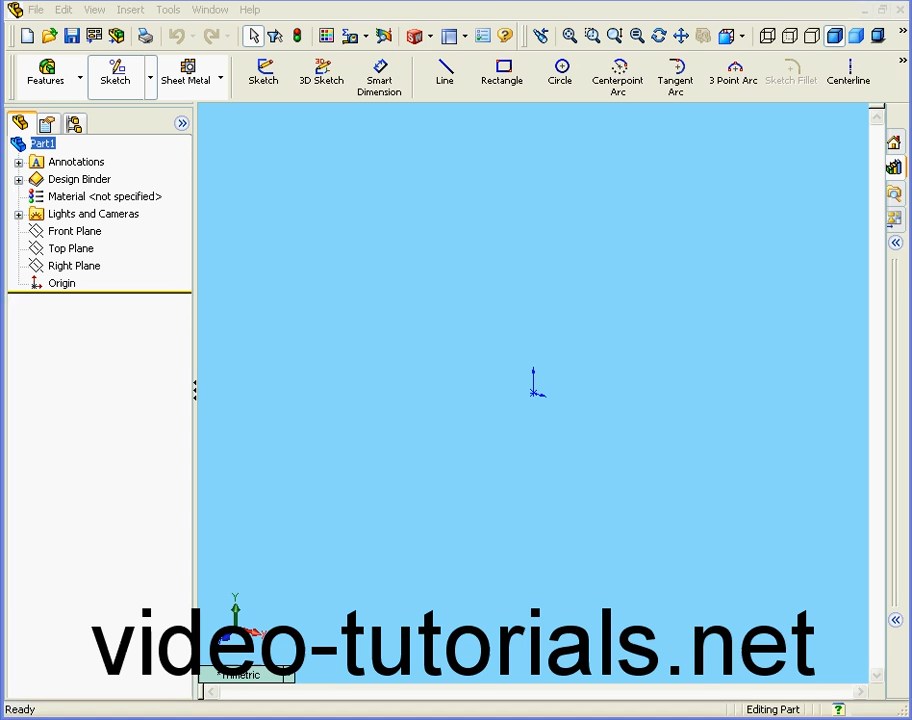 File Edit View Insert Tools Window Help
Features Sketch Sheet Metal Sketch 3D Sketch Smart Dimension Line Rectangle Circle Centerpoint Arc Tangent Arc 3 Point Arc Sketch Fillet Centerline
Part1
Annotations
Design Binder
Material <not specified>
Lights and Cameras
Front Plane
Top Plane
Right Plane
Origin
Y
video-tutorials.net
*Trimetric
Ready Editing Part